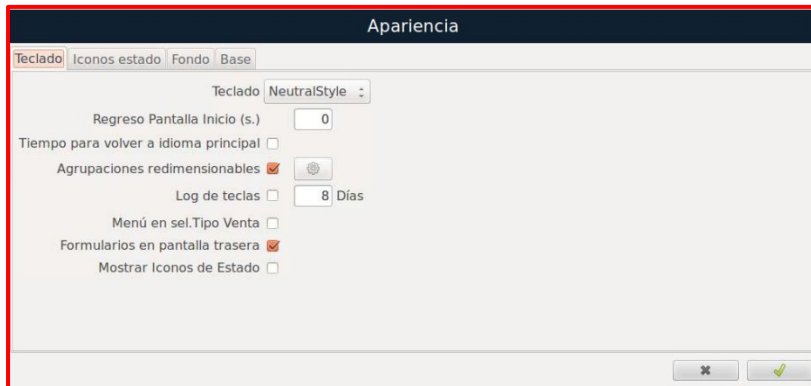 Apariencia
Teclado Iconos estado Fondo Base
Teclado NeutralStyle
Regreso Pantalla Inicio (s.) 0
Tiempo para volver a idioma principal
Agrupaciones redimensionables
Log de teclas 8 Días
Menú en sel.Tipo Venta
Formularios en pantalla trasera
Mostrar Iconos de Estado